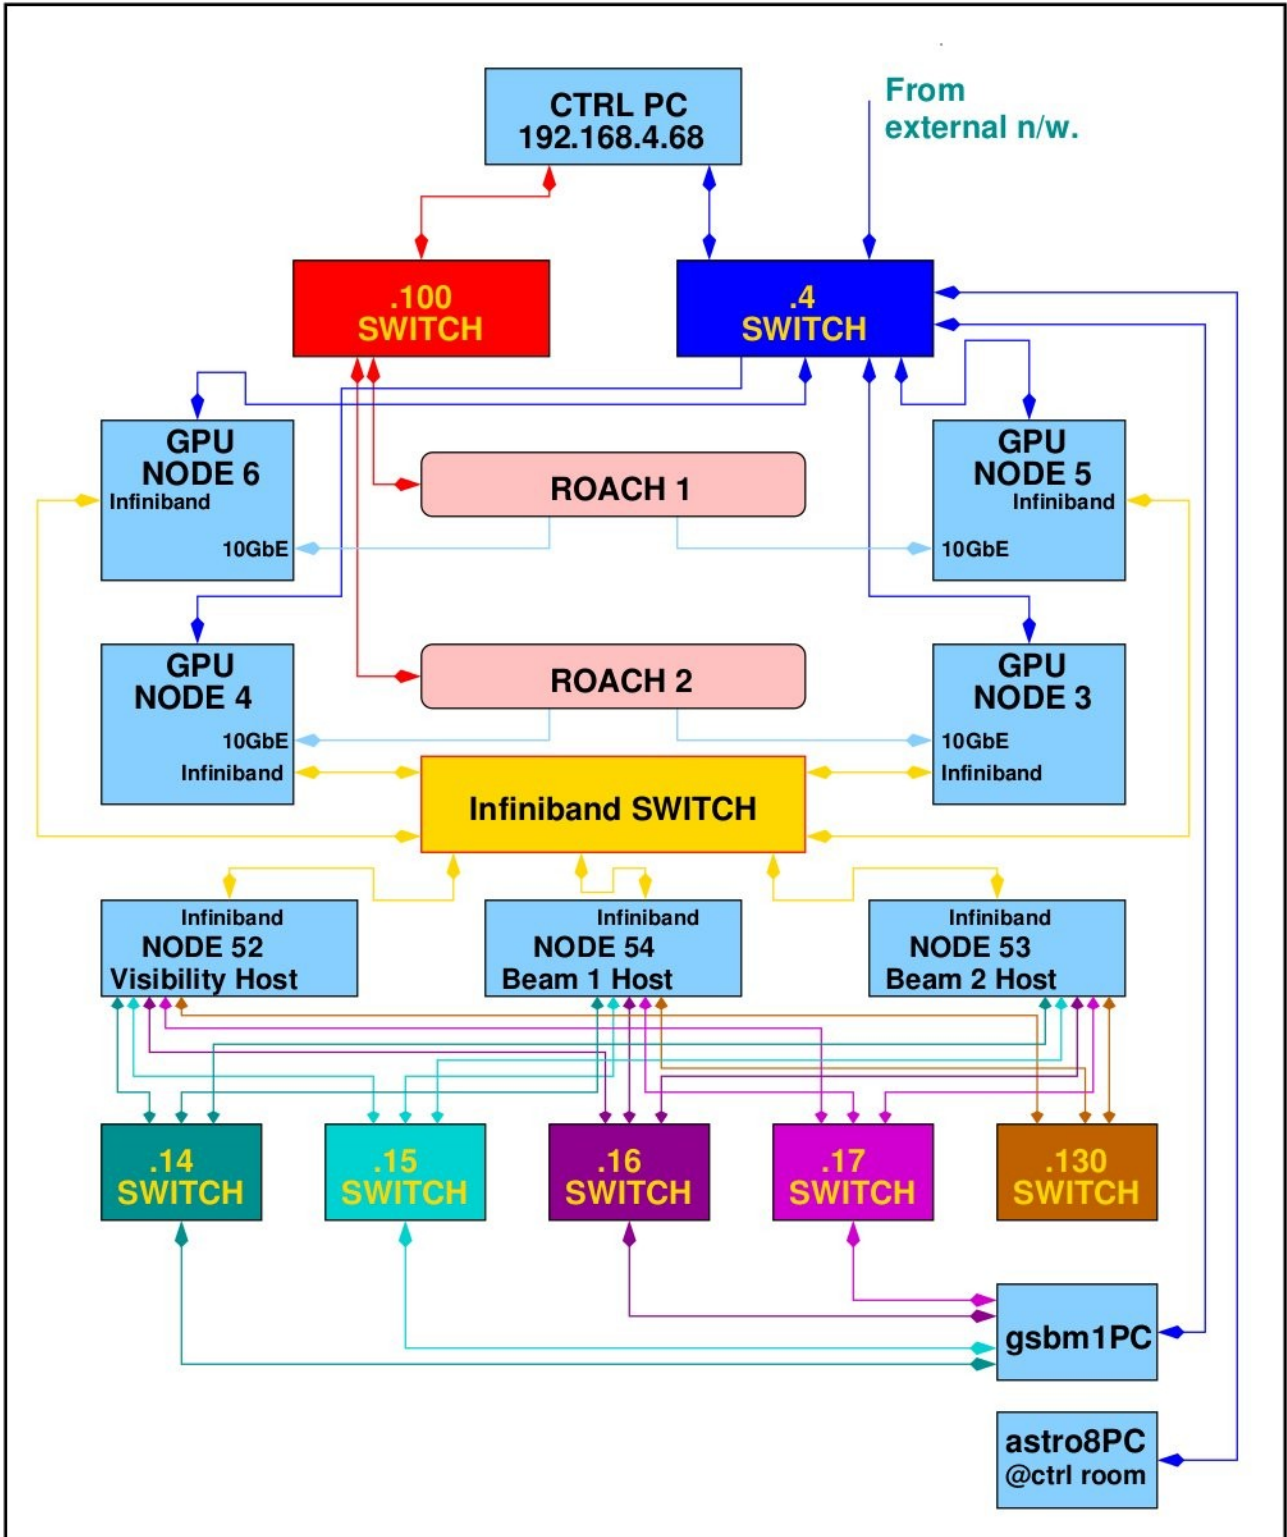 CTRL PC
192.168.4.68
From
external n/w.
.100
SWITCH
.4
SWITCH
GPU
NODE 6
Infiniband
10GbE
ROACH 1
GPU
NODE 5
Infiniband
10GbE
GPU
NODE 4
10GbE
Infiniband
ROACH 2
GPU
NODE 3
10GbE
Infiniband
Infiniband SWITCH
Infiniband
NODE 52
Visibility Host
Infiniband
NODE 54
Beam 1 Host
Infiniband
NODE 53
Beam 2 Host
.14
SWITCH
.15
SWITCH
.16
SWITCH
.17
SWITCH
.130
SWITCH
gsbm1PC
astro8PC
@ctrl room